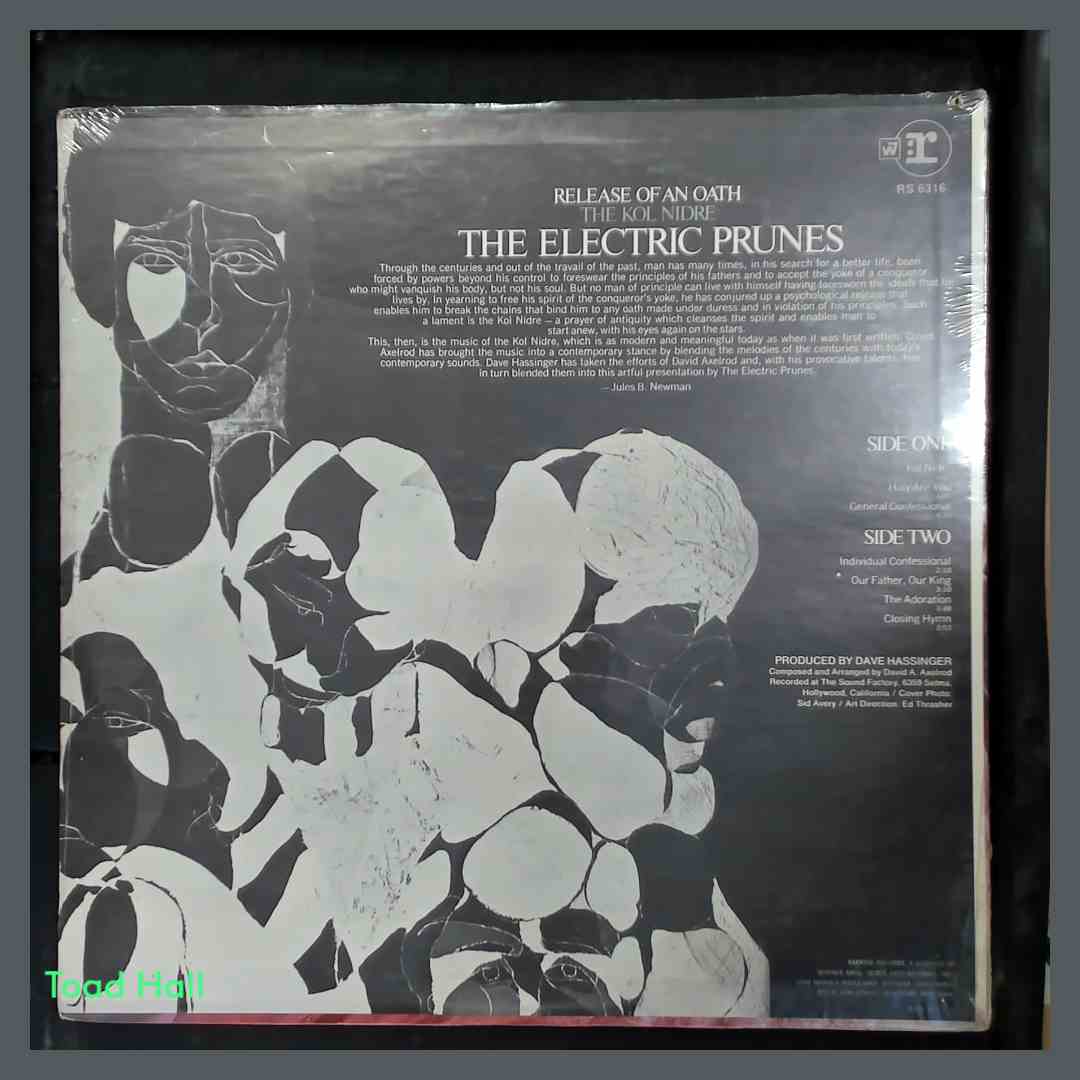 W
:r
RS 6316
RELEASE OF AN OATH
THE KOL NIDRE
THE ELECTRIC PRUNES
Through the centuries and out of the travail of the past, man has many times, in his search for a better life, been
forced by powers beyond his control to foreswear the principles of his fathers and to accept the yoke of a conqueror
who might vanquish his body, but not his soul. But no man of principle can live with himself having foresworn the ideals that he
lives by. In yearning to free his spirit of the conqueror's yoke, he has conjured up a psychological release that
enables him to break the chains that bind him to any oath made under duress and in violation of his principles. Such
a lament is the Kol Nidre — a prayer of antiquity which cleanses the spirit and enables man to
start anew, with his eyes again on the stars.
This, then, is the music of the Kol Nidre, which is as modern and meaningful today as when it was first written. David
Axelrod has brought the music into a contemporary stance by blending the melodies of the centuries with today's
contemporary sounds. Dave Hassinger has taken the efforts of David Axelrod and, with his provocative talents, has
in turn blended them into this artful presentation by The Electric Prunes.
— Jules B. Newman
SIDE ONE
Kol Nidre
General Confessional
SIDE TWO
Individual Confessional
Our Father, Our King
The Adoration
Closing Hymn
PRODUCED BY DAVE HASSINGER
Composed and Arranged by David A. Axelrod
Recorded at The Sound Factory, 6359 Selma,
Hollywood, California / Cover Photo:
Sid Avery / Art Direction: Ed Thrasher
Toad Hall